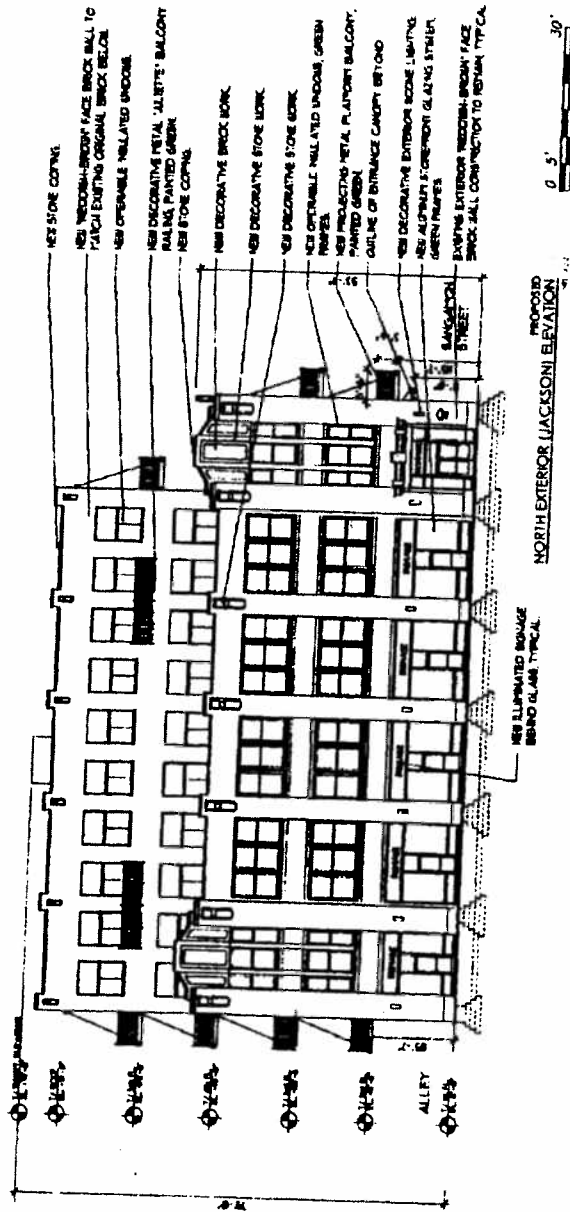 NEW STONE COPING
NEW "REDDISH-BROWN" FACE BRICK WALL TO
MATCH EXISTING ORIGINAL BRICK BELOW
NEW OPERABLE INSULATED WINDOWS
NEW DECORATIVE METAL "JULIETTE" BALCONY
RAILING, PAINTED GREEN
NEW STONE COPING
NEW DECORATIVE BRICK WORK
NEW DECORATIVE STONE WORK
NEW DECORATIVE STONE WORK
NEW OPERABLE INSULATED WINDOWS, GREEN
FRAMES
NEW PROJECTING METAL PLATFORM BALCONY,
PAINTED GREEN
OUTLINE OF ENTRANCE CANOPY BEYOND
NEW DECORATIVE EXTERIOR SCONE LIGHTING
NEW ALUMINUM STOREFRONT GLAZING SYSTEM,
GREEN FRAMES
EXISTING EXTERIOR "REDDISH-BROWN" FACE
BRICK WALL CONSTRUCTION TO REMAIN, TYPICAL
SANGAMON
STREET
NEW ILLUMINATED SIGNAGE
BEHIND GLASS, TYPICAL
ALLEY
PROPOSED
NORTH EXTERIOR (JACKSON) ELEVATION
0 5' 30'